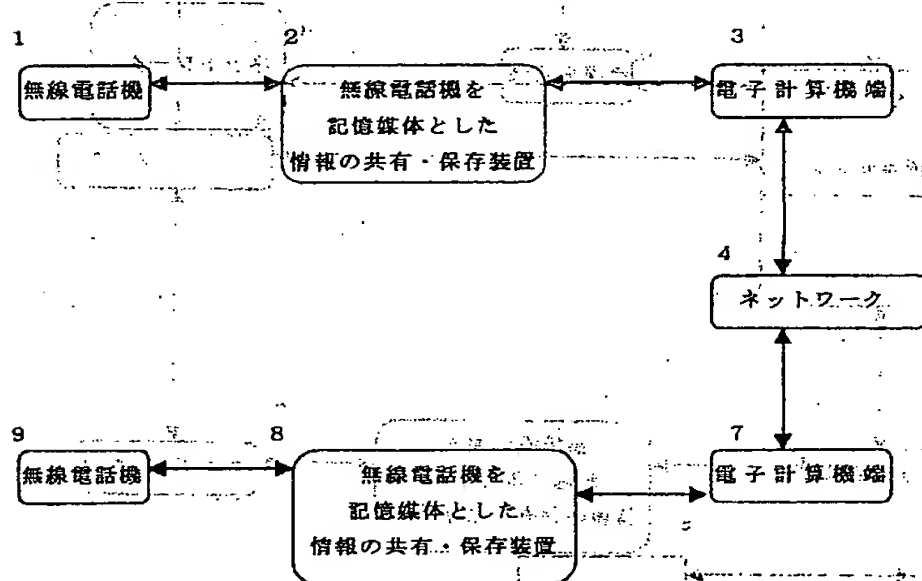 1
2
3
無線電話機
無線電話機を
記憶媒体とした
情報の共有・保存装置
電子計算機端
4
ネットワーク
9
8
7
無線電話機
無線電話機を
記憶媒体とした
情報の共有・保存装置
電子計算機端